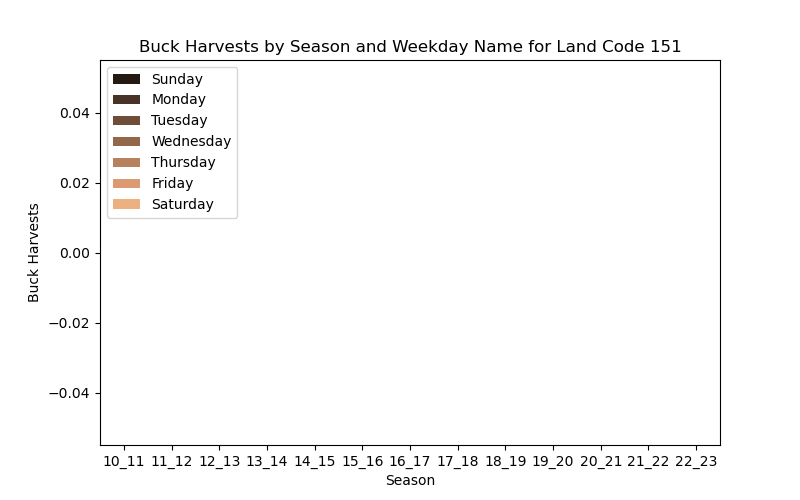 Buck Harvests by Season and Weekday Name for Land Code 151
Sunday
Monday
Tuesday
Wednesday
Thursday
Friday
Saturday
0.04
0.02
0.00
−0.02
−0.04
Buck Harvests
10_11 11_12 12_13 13_14 14_15 15_16 16_17 17_18 18_19 19_20 20_21 21_22 22_23
Season